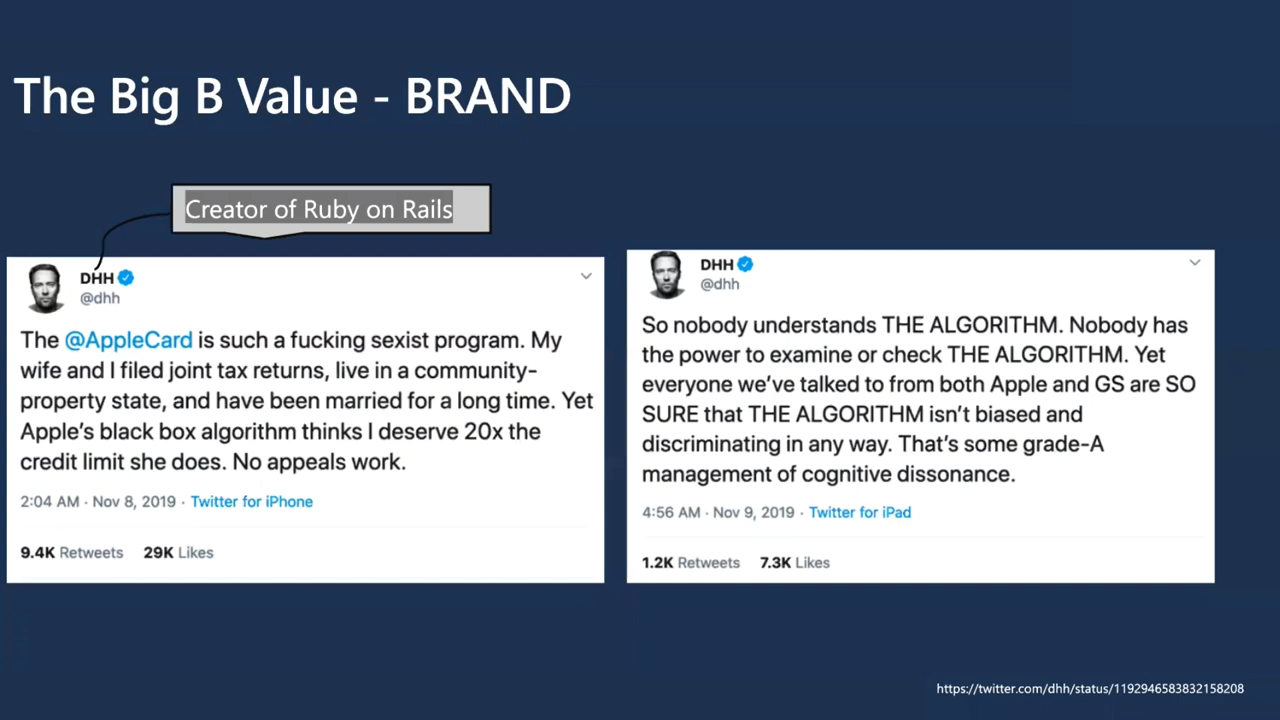 The Big B Value - BRAND
Creator of Ruby on Rails
DHH
@dhh
The @AppleCard is such a fucking sexist program. My
wife and I filed joint tax returns, live in a community-
property state, and have been married for a long time. Yet
Apple's black box algorithm thinks I deserve 20x the
credit limit she does. No appeals work.
2:04 AM · Nov 8, 2019 · Twitter for iPhone
9.4K Retweets 29K Likes
DHH
@dhh
So nobody understands THE ALGORITHM. Nobody has
the power to examine or check THE ALGORITHM. Yet
everyone we've talked to from both Apple and GS are SO
SURE that THE ALGORITHM isn't biased and
discriminating in any way. That's some grade-A
management of cognitive dissonance.
4:56 AM · Nov 9, 2019 · Twitter for iPad
1.2K Retweets 7.3K Likes
https://twitter.com/dhh/status/1192946583832158208